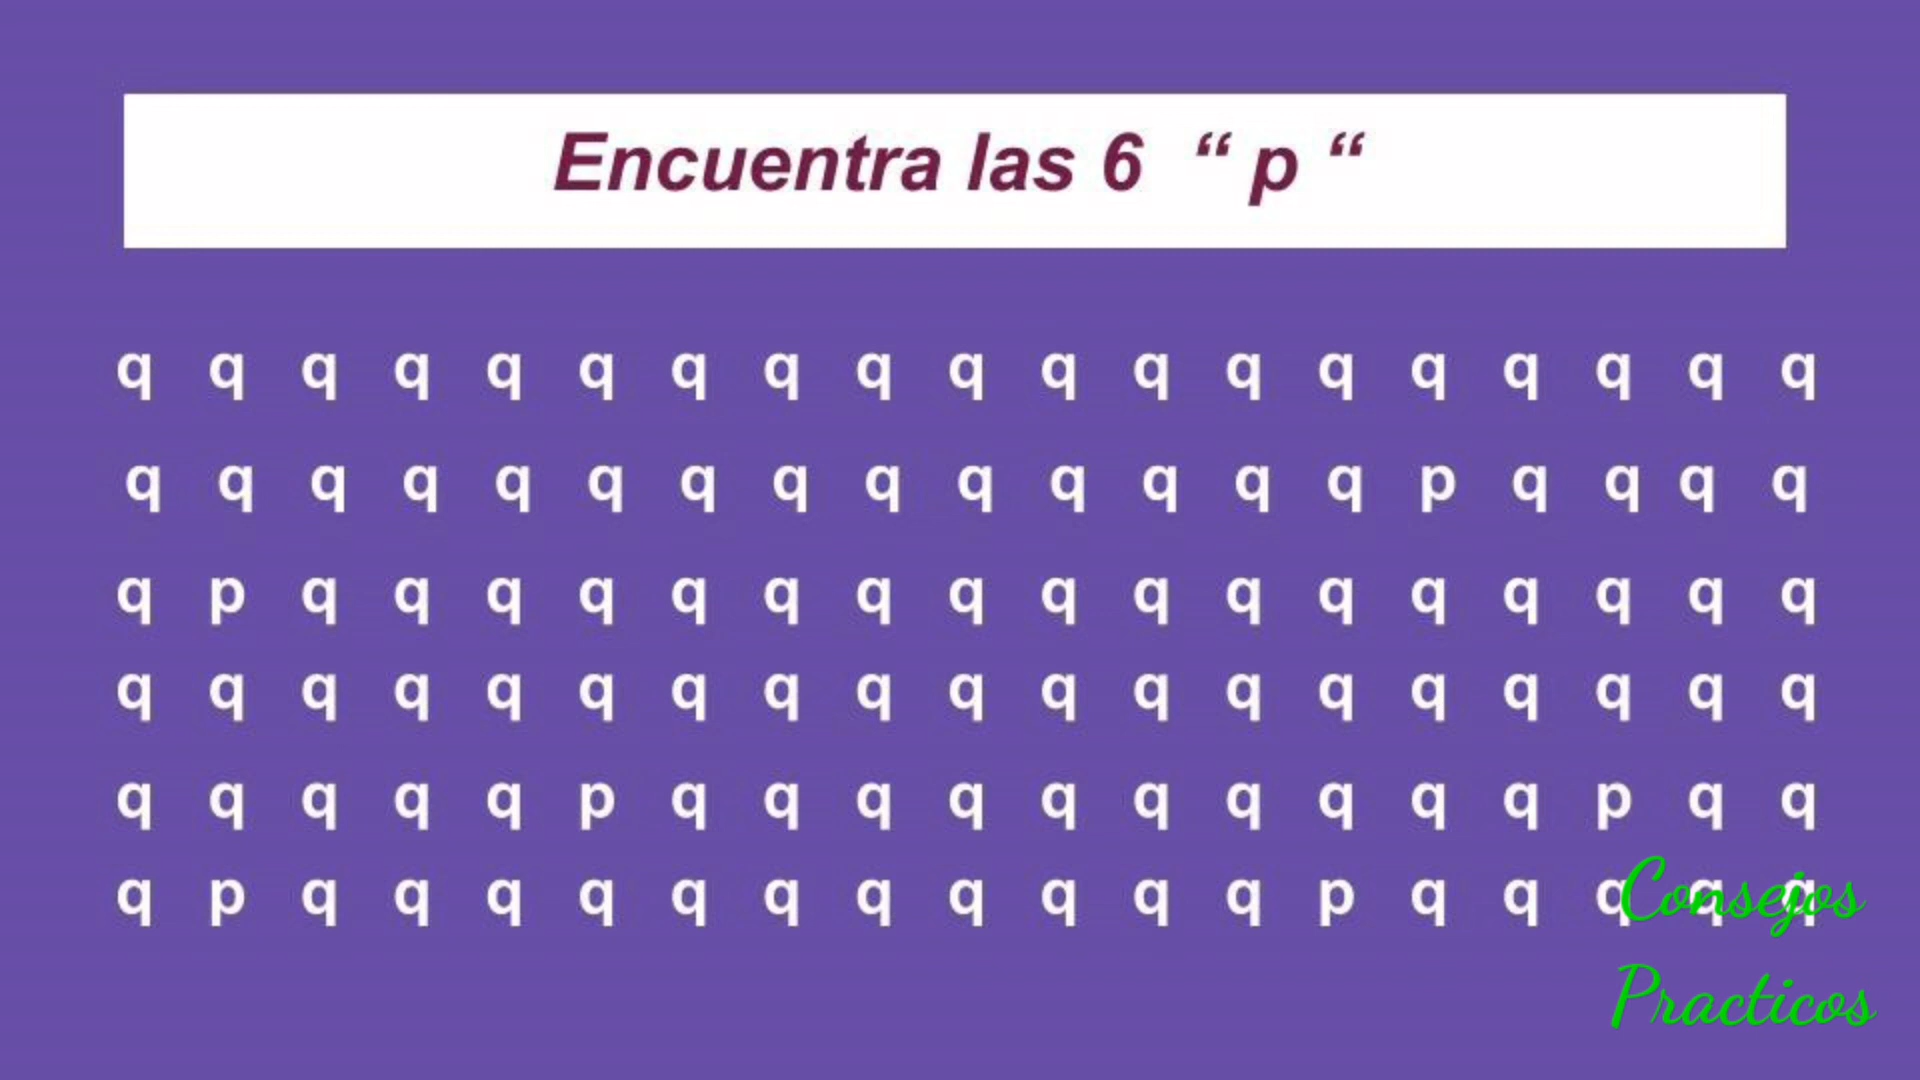 Encuentra las 6 “ p “
q q q q q q q q q q q q q q q q q q q
q q q q q q q q q q q q q q p q q q q
q p q q q q q q q q q q q q q q q q q
q q q q q q q q q q q q q q q q q q q
q q q q q p q q q q q q q q q q p q q
q p q q q q q q q q q q q p q q q q q
Consejos
Practicos